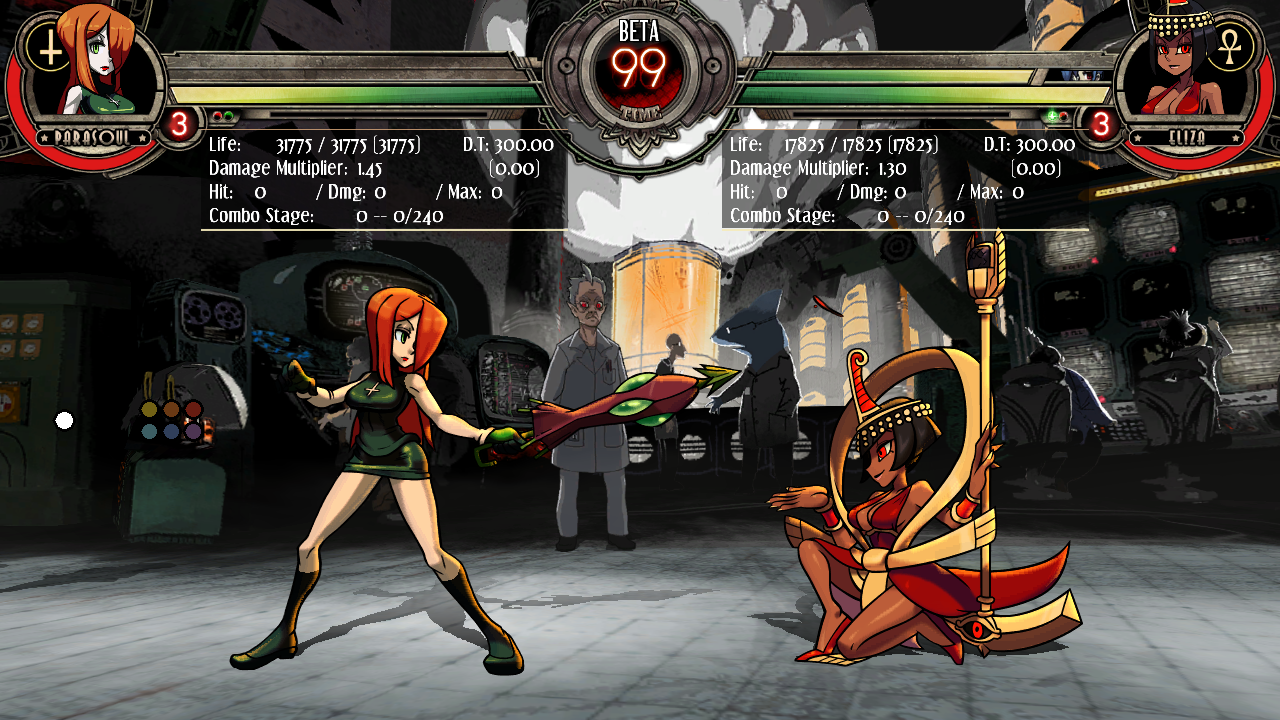 BETA
99
TIME
PARASOUL
3
3
ELIZA
Life: 31775 / 31775 (31775) D.T: 300.00
Damage Multiplier: 1.45 (0.00)
Hit: 0 / Dmg: 0 / Max: 0
Combo Stage: 0 -- 0/240
Life: 17825 / 17825 (17825) D.T: 300.00
Damage Multiplier: 1.30 (0.00)
Hit: 0 / Dmg: 0 / Max: 0
Combo Stage: 0 -- 0/240